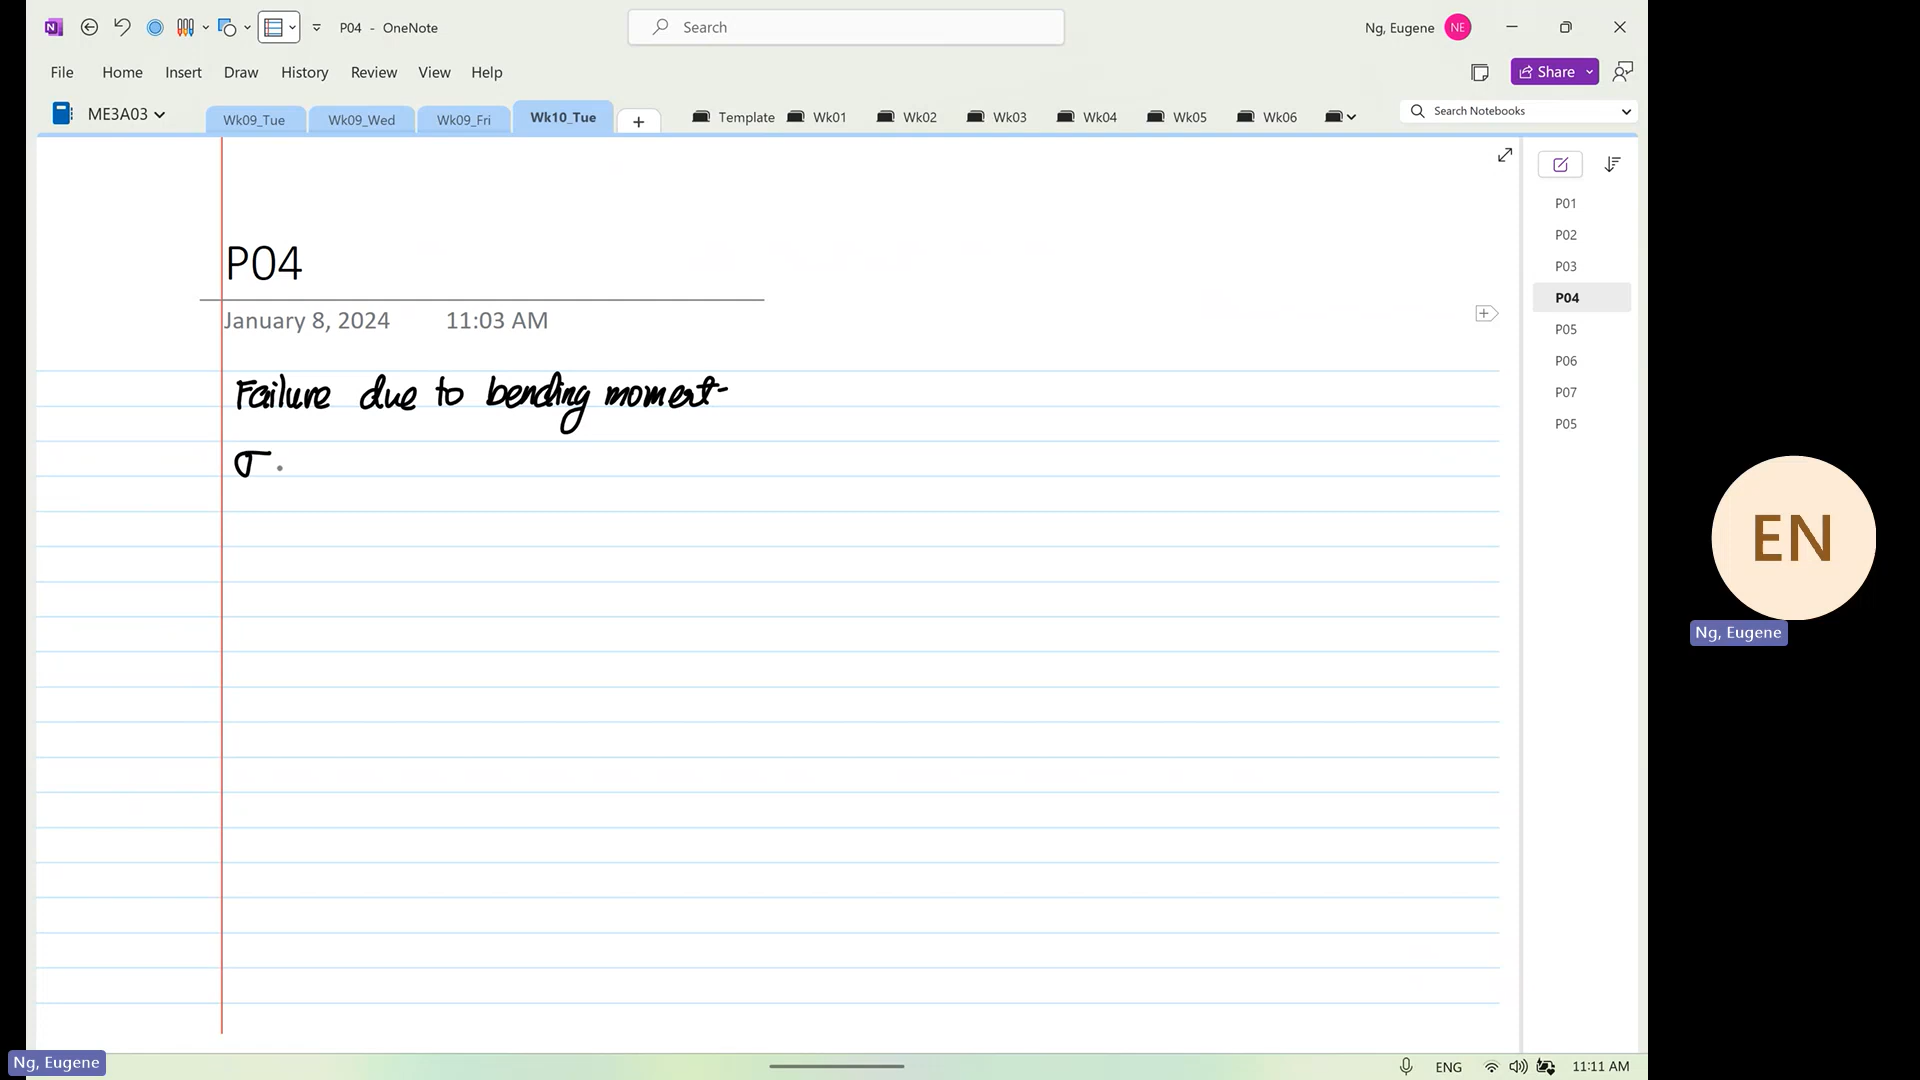 P04 - OneNote
Search
Ng, Eugene
NE
File
Home
Insert
Draw
History
Review
View
Help
Share
ME3A03
Wk09_Tue
Wk09_Wed
Wk09_Fri
Wk10_Tue
Template
Wk01
Wk02
Wk03
Wk04
Wk05
Wk06
Search Notebooks
P04
January 8, 2024 11:03 AM
Failure due to bending moment
σ
P01
P02
P03
P04
P05
P06
P07
P05
EN
Ng, Eugene
Ng, Eugene
ENG
11:11 AM